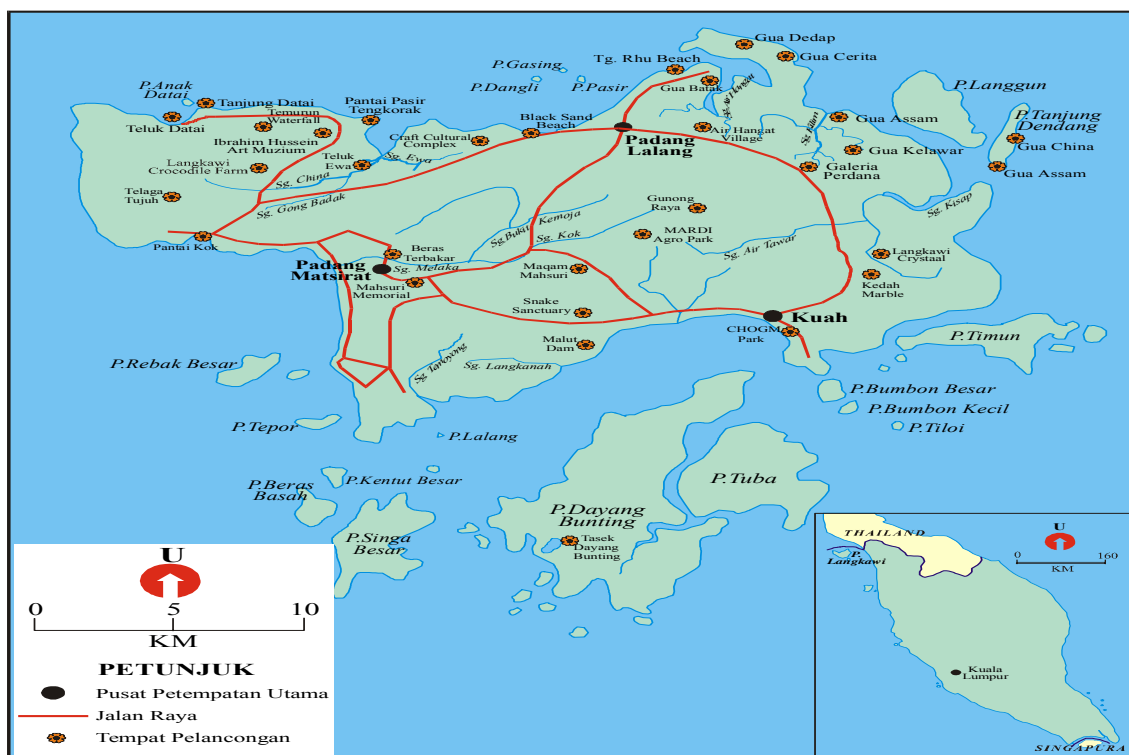 Gua Dedap
Gua Cerita
P.Gasing
Tg. Rhu Beach
P.Dangli
P.Pasir
Gua Batak
Sg. Air Hangat
P.Langgun
P.Anak
Datai
Tanjung Datai
Teluk Datai
Temurun
Waterfall
Pantai Pasir
Tengkorak
Ibrahim Hussein
Art Muzium
Craft Cultural
Complex
Black Sand
Beach
Padang
Lalang
Air Hangat
Village
Sg. Kilim
Gua Assam
P.Tanjung
Dendang
Gua China
Gua Kelawar
Galeria
Perdana
Gua Assam
Langkawi
Crocodile Farm
Teluk
Ewa
Sg. Ewa
Sg. China
Telaga
Tujuh
Sg. Gong Badak
Pantai Kok
Gunong
Raya
Sg. Kisap
Sg.Buku Kemoja
Sg. Kok
MARDI
Agro Park
Sg. Air Tawar
Beras
Terbakar
Padang
Matsirat
Sg. Melaka
Mahsuri
Memorial
Maqam
Mahsuri
Langkawi
Crystal
Kedah
Marble
Snake
Sanctuary
Kuah
CHOGM
Park
Malut
Dam
P.Timun
P.Rebak Besar
Sg. Langkanah
P.Bumbon Besar
P.Bumbon Kecil
P.Tiloi
P.Tepor
P.Lalang
P.Kentut Besar
P.Beras
Basah
P.Tuba
P.Dayang
Bunting
P.Singa
Besar
Tasek
Dayang
Bunting
U
0 5 10
KM
PETUNJUK
Pusat Petempatan Utama
Jalan Raya
Tempat Pelancongan
THAILAND
U
P.
Langkawi
0 160
KM
Kuala
Lumpur
SINGAPURA